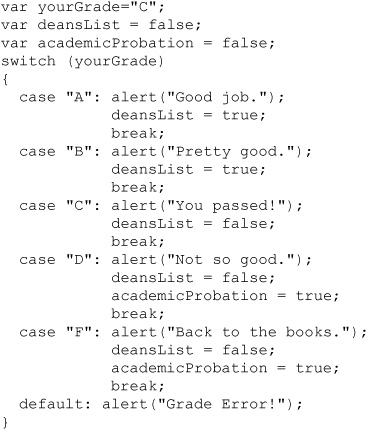 var yourGrade="C";
var deansList = false;
var academicProbation = false;
switch (yourGrade)
{
  case "A": alert("Good job.");
            deansList = true;
            break;
  case "B": alert("Pretty good.");
            deansList = true;
            break;
  case "C": alert("You passed!");
            deansList = false;
            break;
  case "D": alert("Not so good.");
            deansList = false;
            academicProbation = true;
            break;
  case "F": alert("Back to the books.");
            deansList = false;
            academicProbation = true;
            break;
  default: alert("Grade Error!");
}